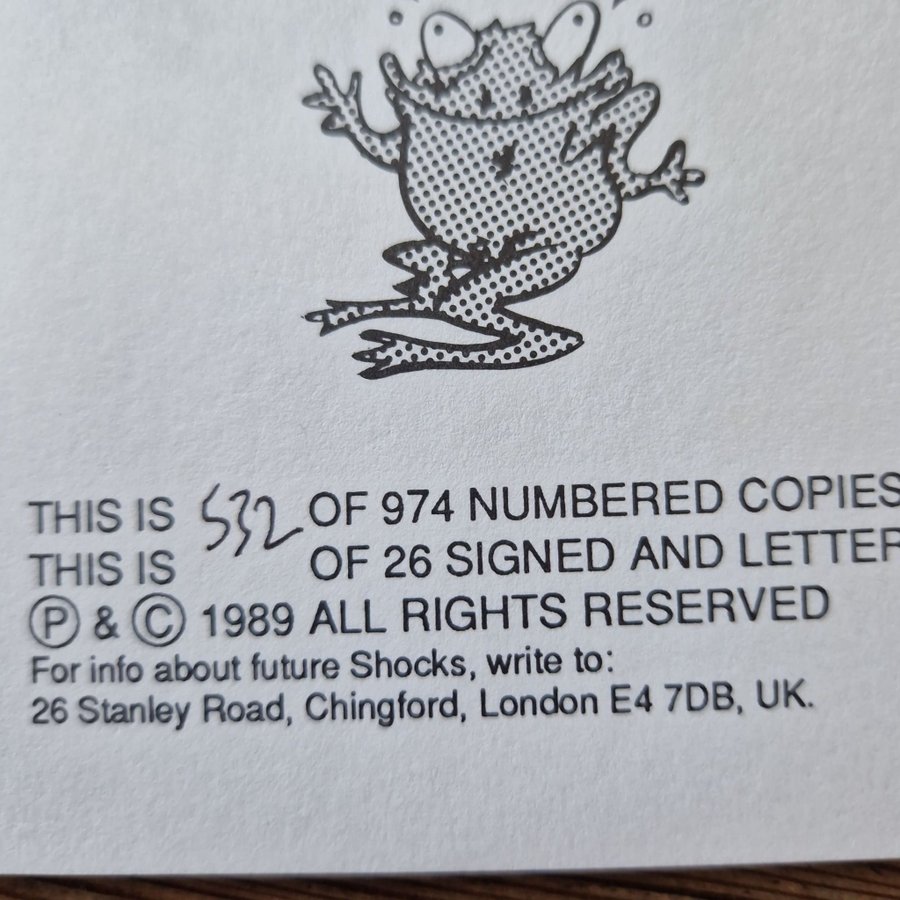 THIS IS 532 OF 974 NUMBERED COPIES
THIS IS OF 26 SIGNED AND LETTER
Ⓟ & © 1989 ALL RIGHTS RESERVED
For info about future Shocks, write to:
26 Stanley Road, Chingford, London E4 7DB, UK.